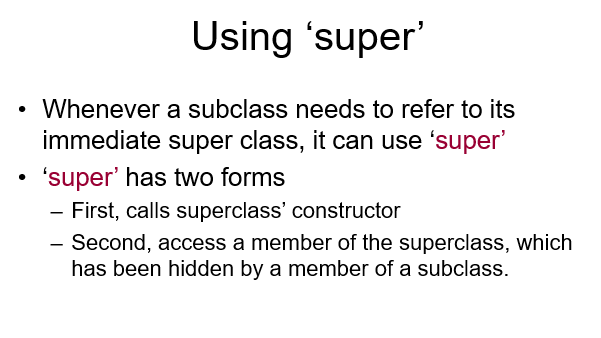 Using ‘super’
• Whenever a subclass needs to refer to its
immediate super class, it can use ‘super’
• ‘super’ has two forms
– First, calls superclass’ constructor
– Second, access a member of the superclass, which
has been hidden by a member of a subclass.